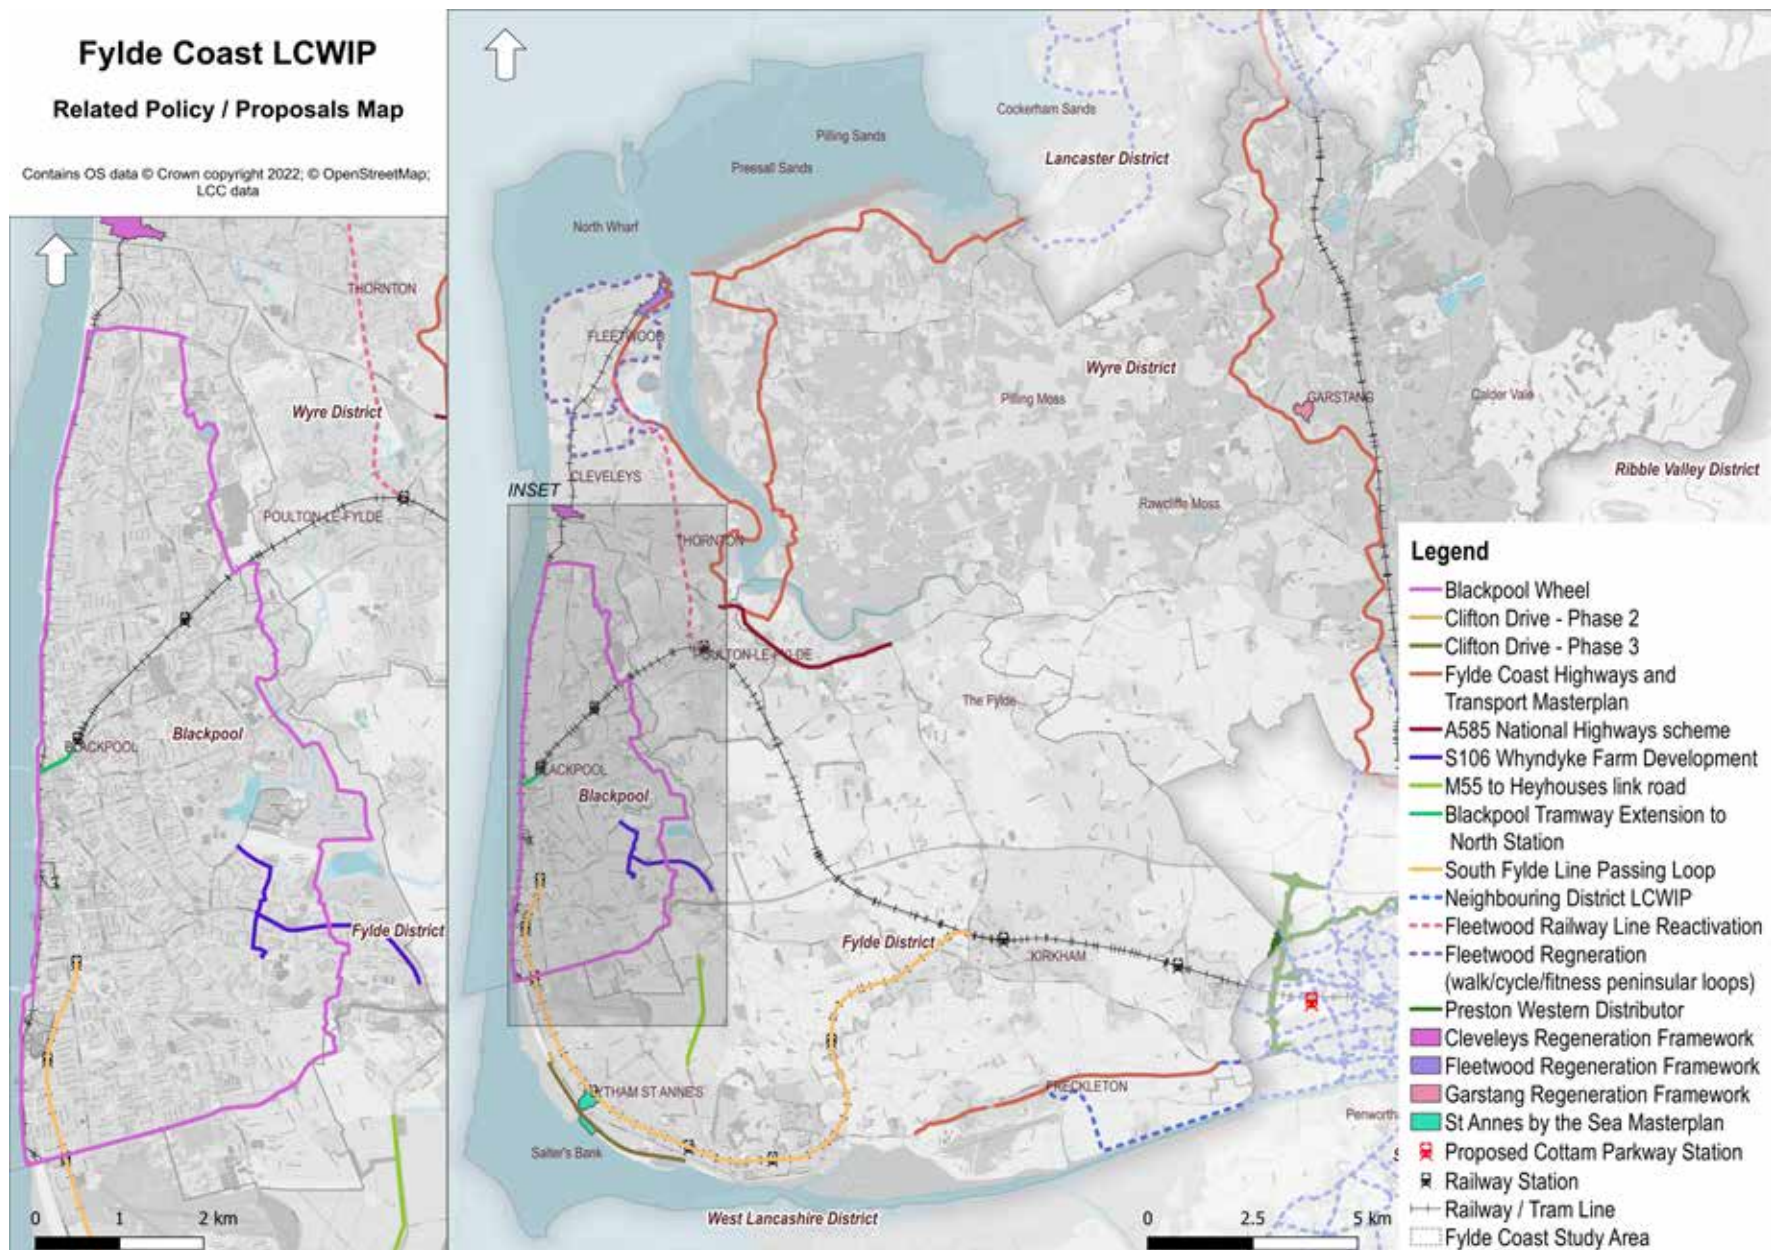 Fylde Coast LCWIP
Related Policy / Proposals Map
Contains OS data © Crown copyright 2022; © OpenStreetMap;
LCC data
THORNTON
Wyre District
POULTON-LE-FYLDE
BLACKPOOL
Blackpool
Fylde District
0 1 2 km
Cockerham Sands
Pilling Sands
Lancaster District
Preesall Sands
North Wharf
FLEETWOOD
Wyre District
Pilling Moss
GARSTANG
Calder Vale
Ribble Valley District
CLEVELEYS
INSET
Rawcliffe Moss
THORNTON
POULTON-LE-FYLDE
The Fylde
BLACKPOOL
Blackpool
Fylde District
KIRKHAM
LYTHAM ST ANNES
FRECKLETON
Penwortha
Salter's Bank
West Lancashire District
0 2.5 5 km
Legend
Blackpool Wheel
Clifton Drive - Phase 2
Clifton Drive - Phase 3
Fylde Coast Highways and
Transport Masterplan
A585 National Highways scheme
S106 Whyndyke Farm Development
M55 to Heyhouses link road
Blackpool Tramway Extension to
North Station
South Fylde Line Passing Loop
Neighbouring District LCWIP
Fleetwood Railway Line Reactivation
Fleetwood Regneration
(walk/cycle/fitness peninsular loops)
Preston Western Distributor
Cleveleys Regeneration Framework
Fleetwood Regeneration Framework
Garstang Regeneration Framework
St Annes by the Sea Masterplan
Proposed Cottam Parkway Station
Railway Station
Railway / Tram Line
Fylde Coast Study Area